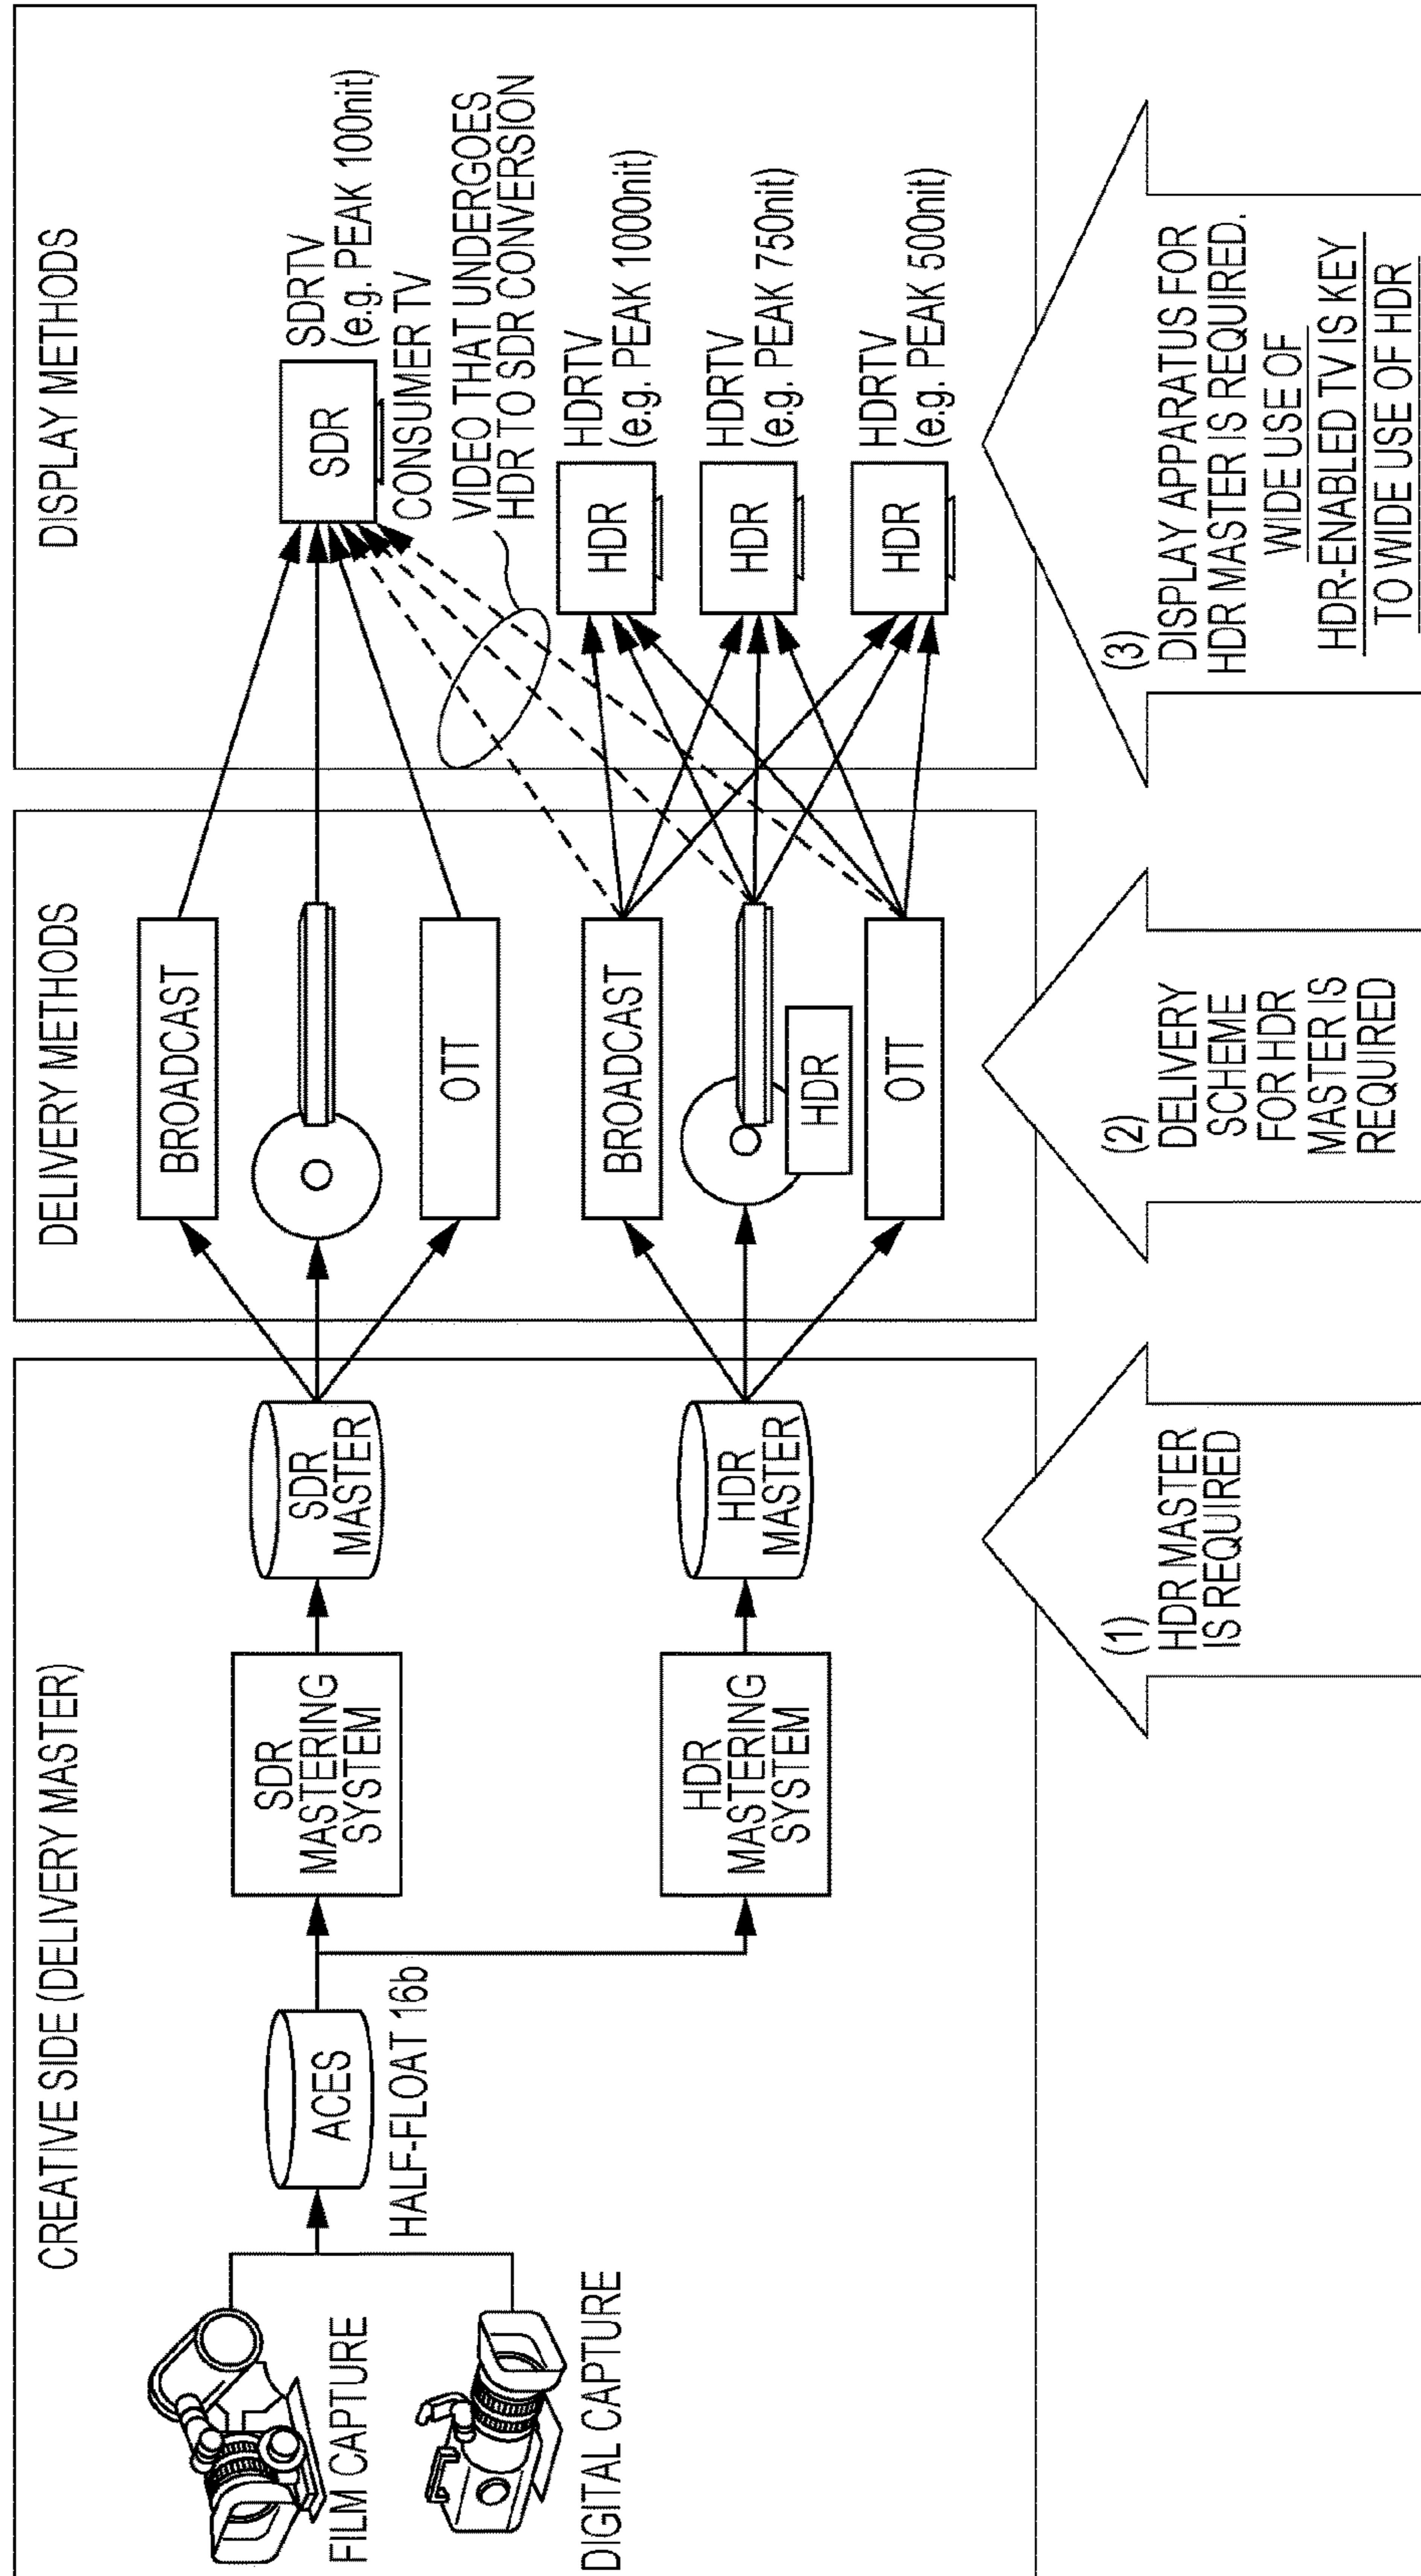 CREATIVE SIDE (DELIVERY MASTER)
FILM CAPTURE
DIGITAL CAPTURE
ACES
HALF-FLOAT 16b
SDR
MASTERING
SYSTEM
SDR
MASTER
HDR
MASTERING
SYSTEM
HDR
MASTER
DELIVERY METHODS
BROADCAST
OTT
BROADCAST
HDR
OTT
DISPLAY METHODS
SDR
SDRTV
(e.g. PEAK 100nit)
CONSUMER TV
VIDEO THAT UNDERGOES
HDR TO SDR CONVERSION
HDR
HDRTV
(e.g. PEAK 1000nit)
HDR
HDRTV
(e.g. PEAK 750nit)
HDR
HDRTV
(e.g. PEAK 500nit)
(1)
HDR MASTER
IS REQUIRED
(2)
DELIVERY
SCHEME
FOR HDR
MASTER IS
REQUIRED
(3)
DISPLAY APPARATUS FOR
HDR MASTER IS REQUIRED.
WIDE USE OF
HDR-ENABLED TV IS KEY
TO WIDE USE OF HDR